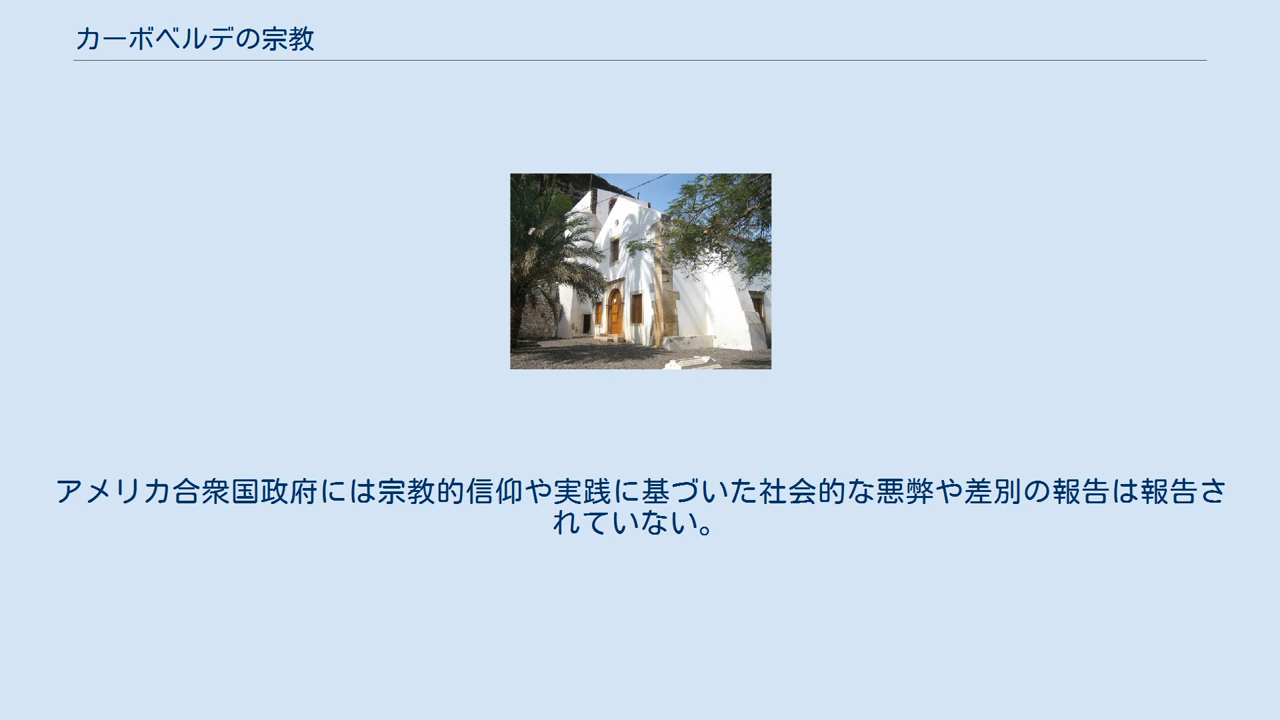 カーボベルデの宗教
アメリカ合衆国政府には宗教的信仰や実践に基づいた社会的な悪弊や差別の報告は報告さ
れていない。